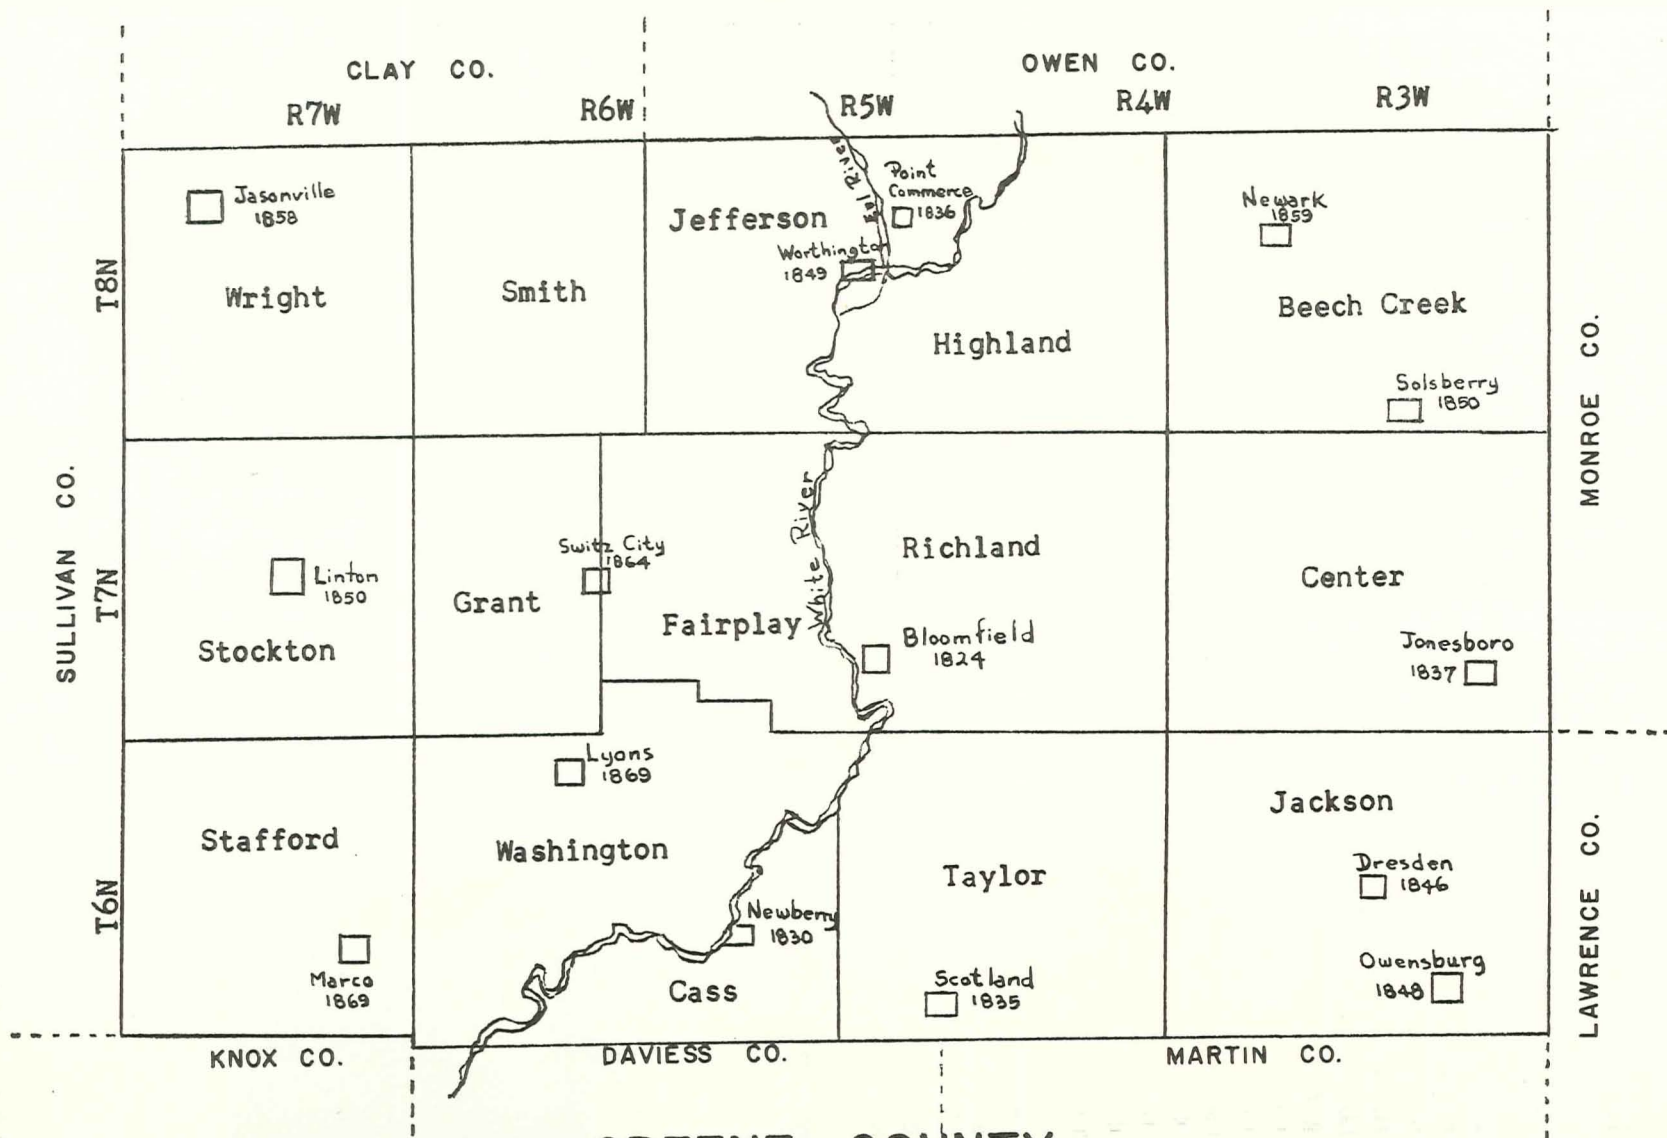 CLAY CO.
OWEN CO.
R7W
R6W
R5W
R4W
R3W
Jasonville
1858
Eel River
Point
Commerce
1836
Newark
1859
Jefferson
Worthington
1849
T8N
Wright
Smith
Beech Creek
Highland
MONROE CO.
Solsberry
1850
SULLIVAN CO.
White River
Switz City
1864
Richland
T7N
Linton
1850
Grant
Center
Fairplay
Bloomfield
1824
Stockton
Jonesboro
1837
Lyons
1869
Jackson
Stafford
Washington
Taylor
Dresden
1846
LAWRENCE CO.
T6N
Newberry
1830
Marco
1869
Cass
Scotland
1835
Owensburg
1848
KNOX CO.
DAVIESS CO.
MARTIN CO.
GREENE COUNTY